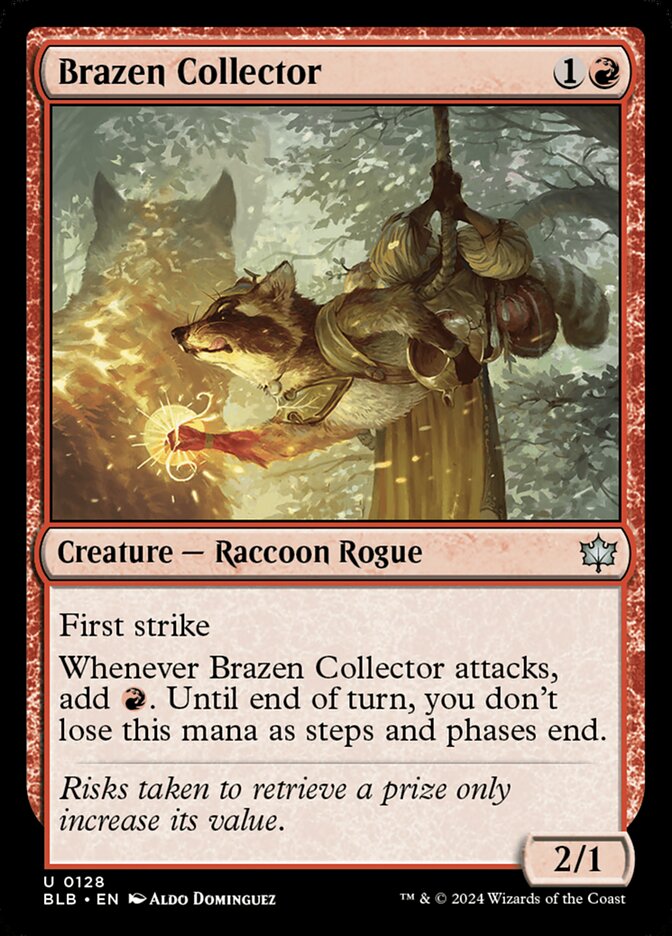 Brazen Collector 1
Creature — Raccoon Rogue
First strike
Whenever Brazen Collector attacks,
add . Until end of turn, you don't
lose this mana as steps and phases end.
Risks taken to retrieve a prize only
increase its value.
2/1
U 0128
BLB • EN Aldo Dominguez
™ & © 2024 Wizards of the Coast